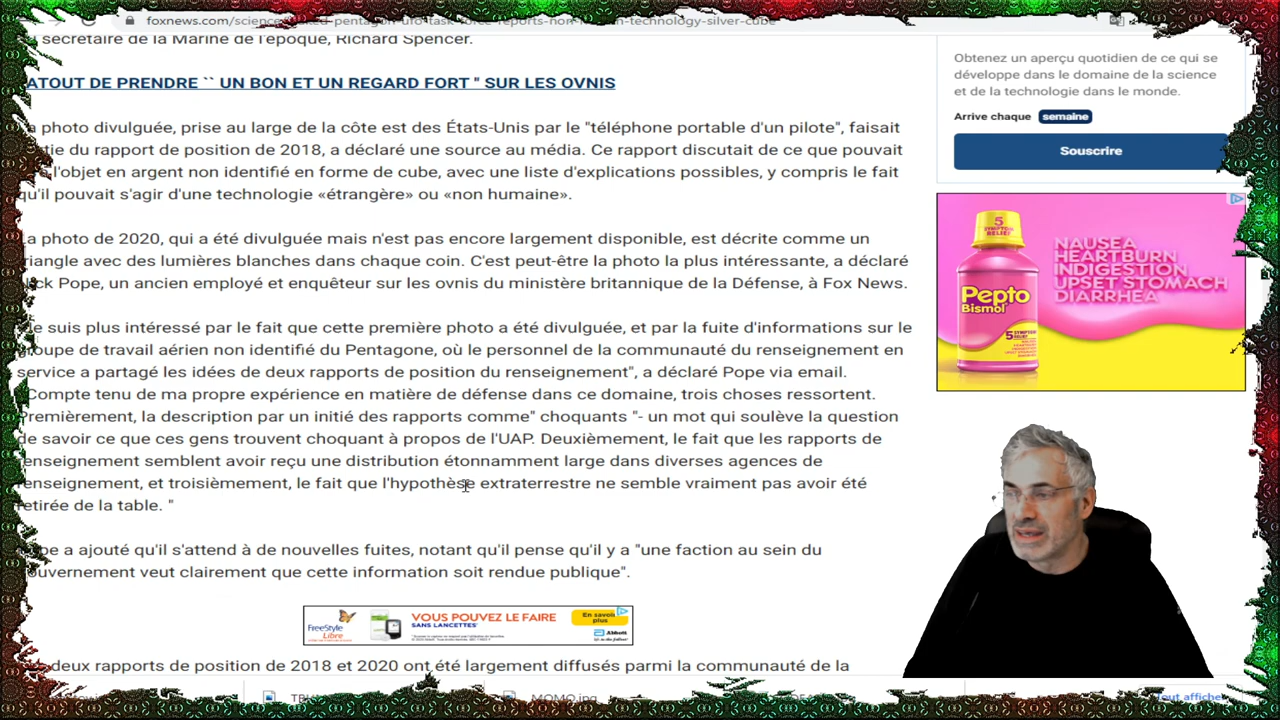 foxnews.com/science
secrétaire de la Marine de l'époque, Richard Spencer.
ATOUT DE PRENDRE `` UN BON ET UN REGARD FORT " SUR LES OVNIS
photo divulguée, prise au large de la côte est des États-Unis par le "téléphone portable d'un pilote", faisait
du rapport de position de 2018, a déclaré une source au média. Ce rapport discutait de ce que pouvait
l'objet en argent non identifié en forme de cube, avec une liste d'explications possibles, y compris le fait
qu'il pouvait s'agir d'une technologie «étrangère» ou «non humaine».
a photo de 2020, qui a été divulguée mais n'est pas encore largement disponible, est décrite comme un
riangle avec des lumières blanches dans chaque coin. C'est peut-être la photo la plus intéressante, a déclaré
ick Pope, un ancien employé et enquêteur sur les ovnis du ministère britannique de la Défense, à Fox News.
e suis plus intéressé par le fait que cette première photo a été divulguée, et par la fuite d'informations sur le
groupe de travail aérien non identifié du Pentagone, où le personnel de la communauté du renseignement en
service a partagé les idées de deux rapports de position du renseignement", a déclaré Pope via email.
Compte tenu de ma propre expérience en matière de défense dans ce domaine, trois choses ressortent.
Premièrement, la description par un initié des rapports comme" choquants "- un mot qui soulève la question
de savoir ce que ces gens trouvent choquant à propos de l'UAP. Deuxièmement, le fait que les rapports de
renseignement semblent avoir reçu une distribution étonnamment large dans diverses agences de
renseignement, et troisièmement, le fait que l'hypothèse extraterrestre ne semble vraiment pas avoir été
retirée de la table. "
a ajouté qu'il s'attend à de nouvelles fuites, notant qu'il pense qu'il y a "une faction au sein du
gouvernement veut clairement que cette information soit rendue publique".
FreeStyle
Libre
VOUS POUVEZ LE FAIRE
SANS LANCETTES
En savoir
plus
Abbott
deux rapports de position de 2018 et 2020 ont été largement diffusés parmi la communauté de la
MOMO.jpg
Tout affiche
Obtenez un aperçu quotidien de ce qui se
développe dans le domaine de la science
et de la technologie dans le monde.
Arrive chaque semaine
Souscrire
5
SYMPTOM
RELIEF
Pepto
Bismol
5 SYMPTOM
RELIEF
NAUSEA
HEARTBURN
INDIGESTION
UPSET STOMACH
DIARRHEA